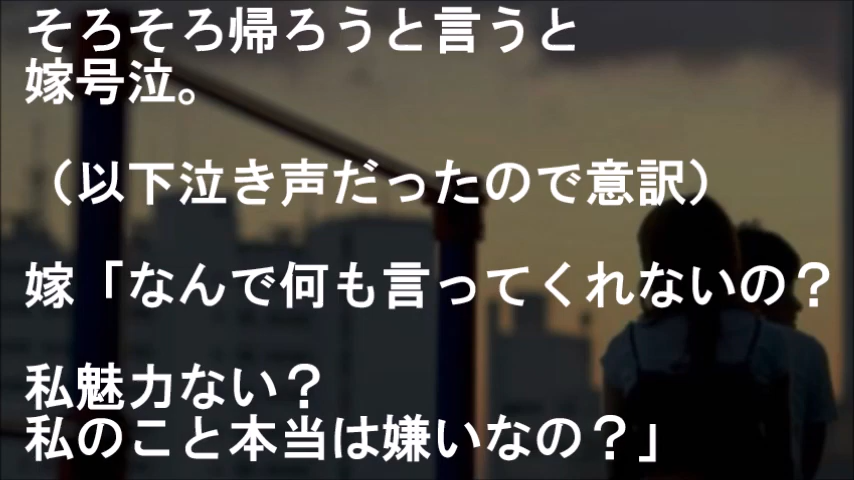 そろそろ帰ろうと言うと
嫁号泣。
（以下泣き声だったので意訳）
嫁「なんで何も言ってくれないの？
私魅力ない？
私のこと本当は嫌いなの？」